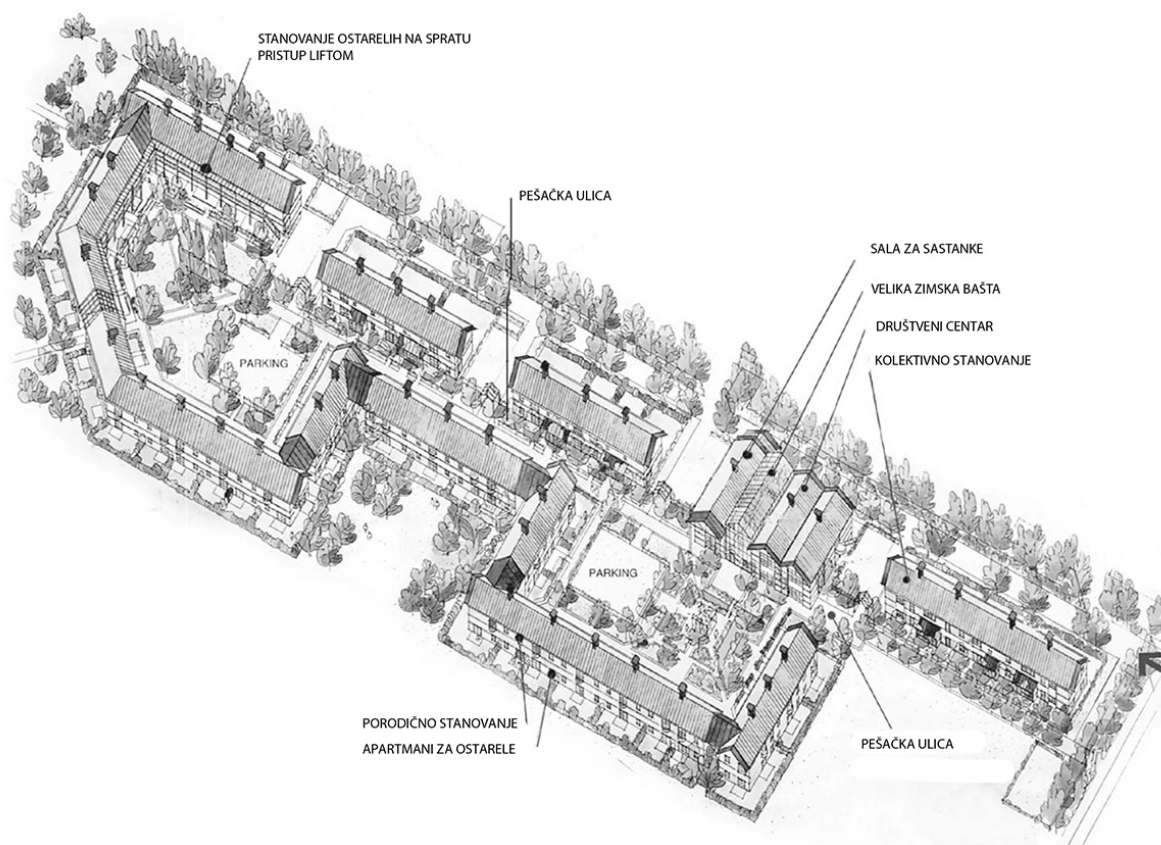 STANOVANJE OSTARELIH NA SPRATU
PRISTUP LIFTOM
PEŠAČKA ULICA
SALA ZA SASTANKE
VELIKA ZIMSKA BAŠTA
DRUŠTVENI CENTAR
KOLEKTIVNO STANOVANJE
PARKING
PARKING
PORODIČNO STANOVANJE
APARTMANI ZA OSTARELE
PEŠAČKA ULICA